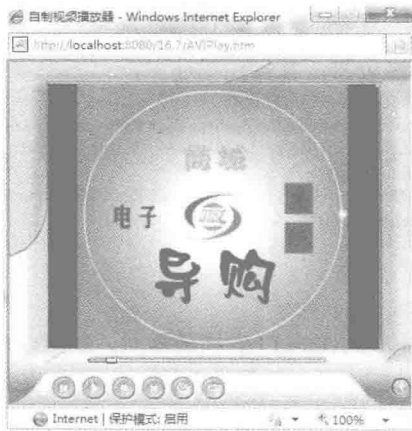 自制视频播放器 - Windows Internet Explorer
http://localhost:8080/16.7/AVIPlay.htm
商城
电子
导购
Internet | 保护模式: 启用
100%